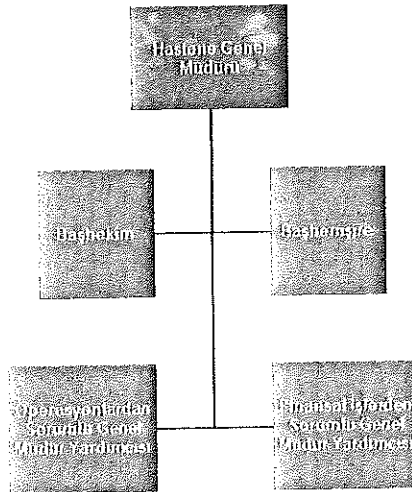 Hastane Genel
Müdürü
Başhekim
Başhemşire
Operasyonlardan
Sorumlu Genel
Müdür Yardımcısı
Finansal İşlerden
Sorumlu Genel
Müdür Yardımcısı